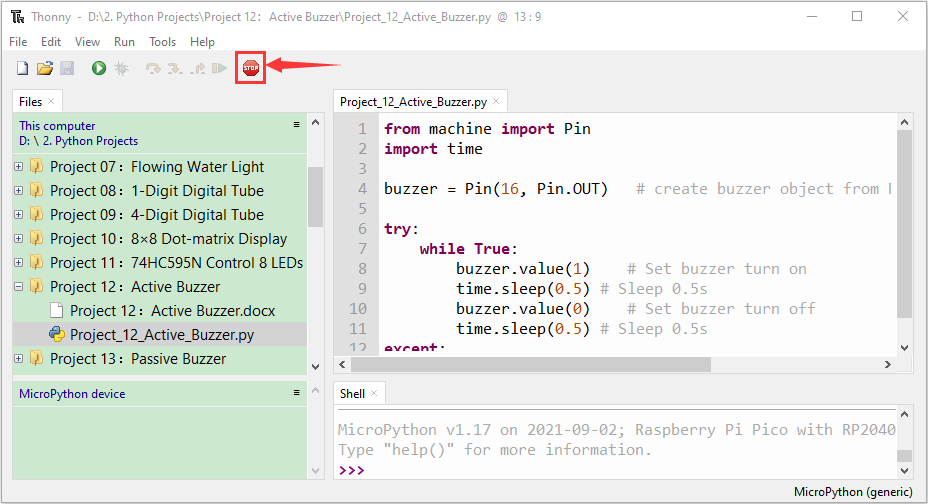 Thonny - D:\2. Python Projects\Project 12：Active Buzzer\Project_12_Active_Buzzer.py @ 13 : 9
File Edit View Run Tools Help
STOP
Files
Project_12_Active_Buzzer.py
This computer
D: \ 2. Python Projects
Project 07：Flowing Water Light
Project 08：1-Digit Digital Tube
Project 09：4-Digit Digital Tube
Project 10：8×8 Dot-matrix Display
Project 11：74HC595N Control 8 LEDs
Project 12：Active Buzzer
Project 12：Active Buzzer.docx
Project_12_Active_Buzzer.py
Project 13：Passive Buzzer
MicroPython device
1 from machine import Pin
2 import time
3
4 buzzer = Pin(16, Pin.OUT) # create buzzer object from
5
6 try:
7 while True:
8 buzzer.value(1) # Set buzzer turn on
9 time.sleep(0.5) # Sleep 0.5s
10 buzzer.value(0) # Set buzzer turn off
11 time.sleep(0.5) # Sleep 0.5s
12 except:
Shell
MicroPython v1.17 on 2021-09-02; Raspberry Pi Pico with RP2040
Type "help()" for more information.
>>>
MicroPython (generic)